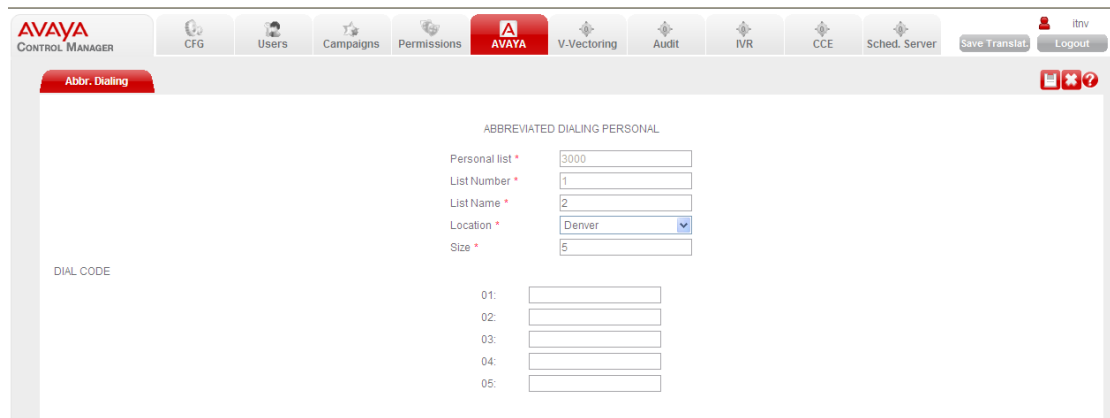 AVAYA
CONTROL MANAGER
CFG
Users
Campaigns
Permissions
AVAYA
V-Vectoring
Audit
IVR
CCE
Sched. Server
itnv
Save Translat.
Logout
Abbr. Dialing
ABBREVIATED DIALING PERSONAL
Personal list * 3000
List Number * 1
List Name * 2
Location * Denver
Size * 5
DIAL CODE
01:
02:
03:
04:
05: